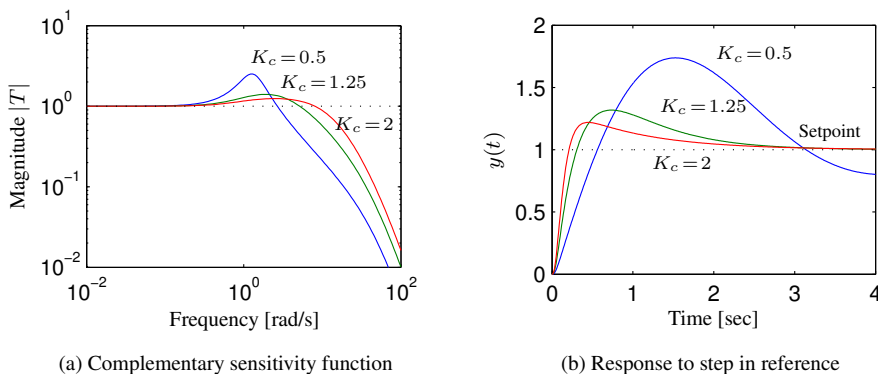 10^1
10^0
10^-1
10^-2
10^-2
10^0
10^2
Magnitude |T|
K_c = 0.5
K_c = 1.25
K_c = 2
Frequency [rad/s]
(a) Complementary sensitivity function
2
1.5
1
0.5
0
0
1
2
3
4
y(t)
K_c = 0.5
K_c = 1.25
Setpoint
K_c = 2
Time [sec]
(b) Response to step in reference